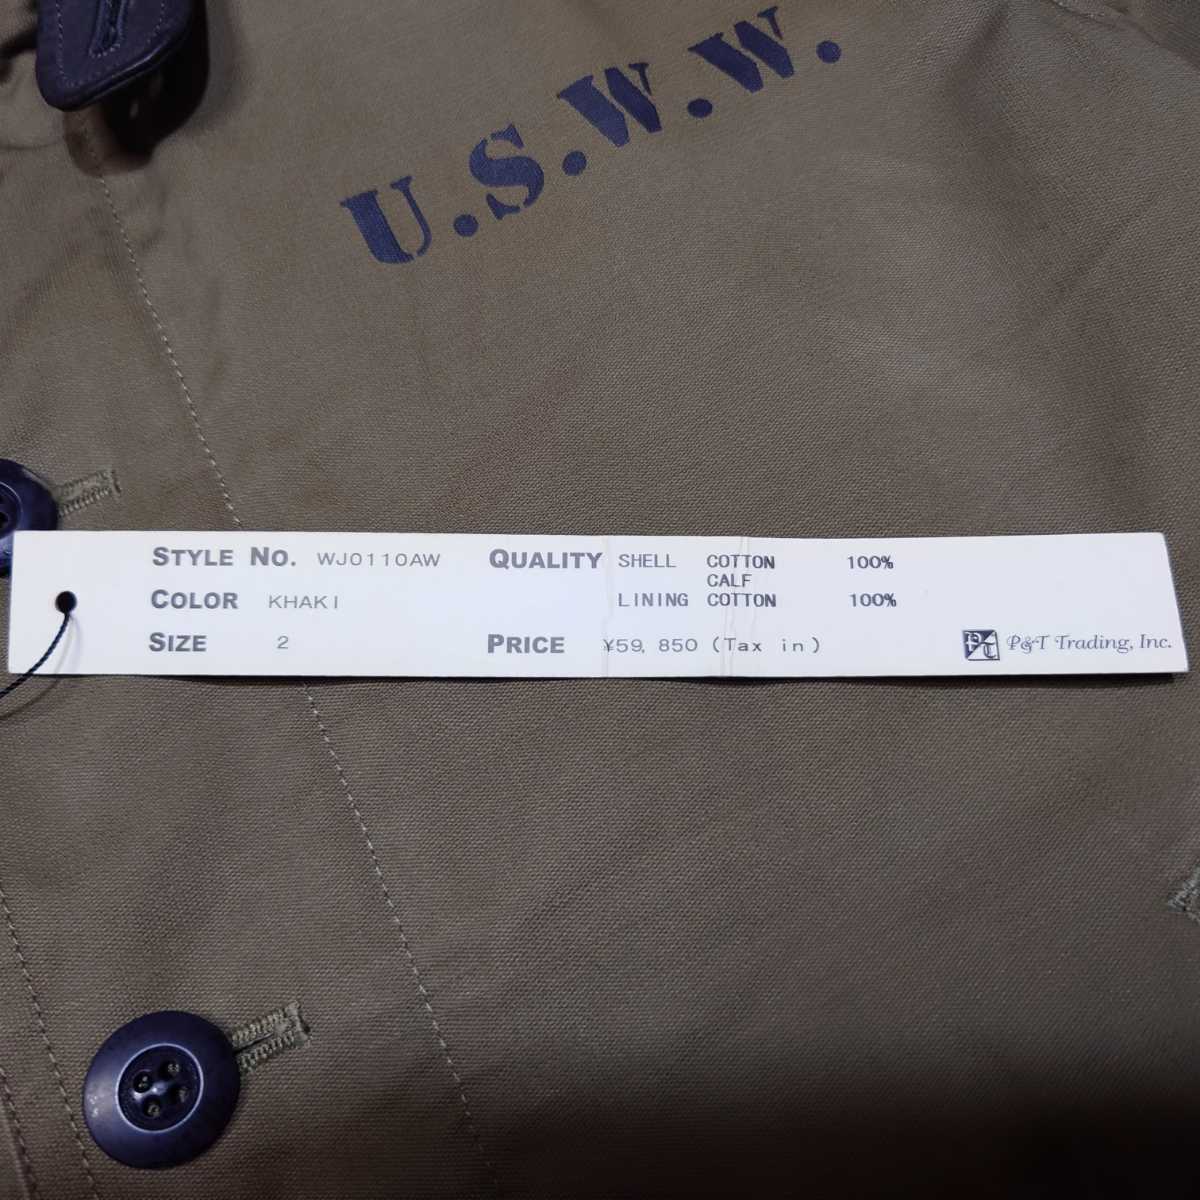 U.S.W.W.
STYLE NO. WJ0110AW
COLOR KHAKI
SIZE 2
QUALITY SHELL COTTON 100%
CALF
LINING COTTON 100%
PRICE ¥59,850 (Tax in)
P&T P&T Trading, Inc.